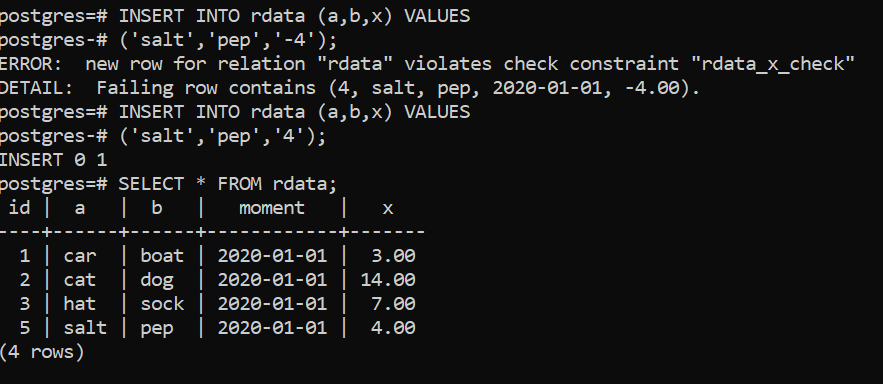 postgres=# INSERT INTO rdata (a,b,x) VALUES
postgres-# ('salt','pep','-4');
ERROR:  new row for relation "rdata" violates check constraint "rdata_x_check"
DETAIL:  Failing row contains (4, salt, pep, 2020-01-01, -4.00).
postgres=# INSERT INTO rdata (a,b,x) VALUES
postgres-# ('salt','pep','4');
INSERT 0 1
postgres=# SELECT * FROM rdata;
 id |  a   |  b   |   moment   |   x
----+------+------+------------+-------
  1 | car  | boat | 2020-01-01 |  3.00
  2 | cat  | dog  | 2020-01-01 | 14.00
  3 | hat  | sock | 2020-01-01 |  7.00
  5 | salt | pep  | 2020-01-01 |  4.00
(4 rows)